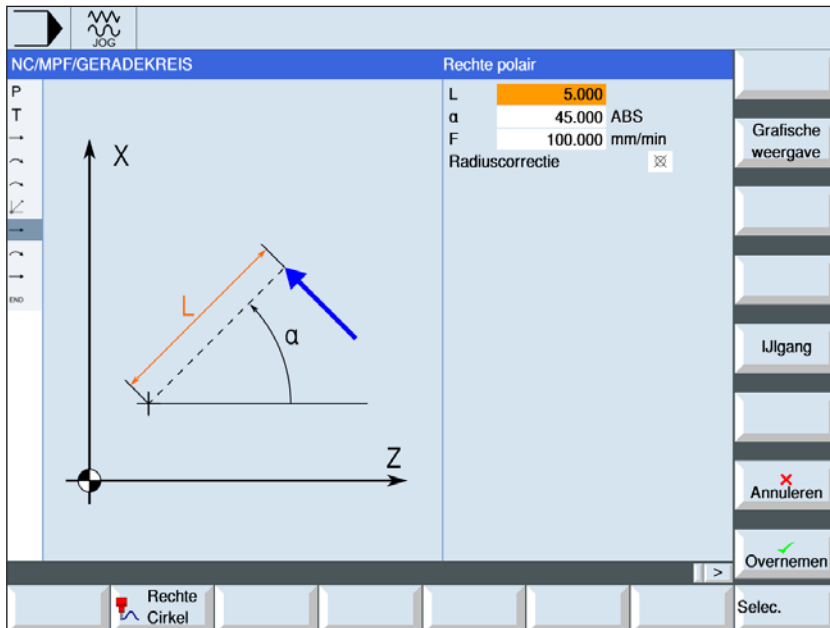 JOG
NC/MPF/GERADEKREIS
Rechte polair
P
T
END
X
L
α
Z
L 5.000
α 45.000 ABS
F 100.000 mm/min
Radiuscorrectie
Grafische
weergave
IJlgang
Annuleren
Overnemen
>
Rechte
Cirkel
Selec.